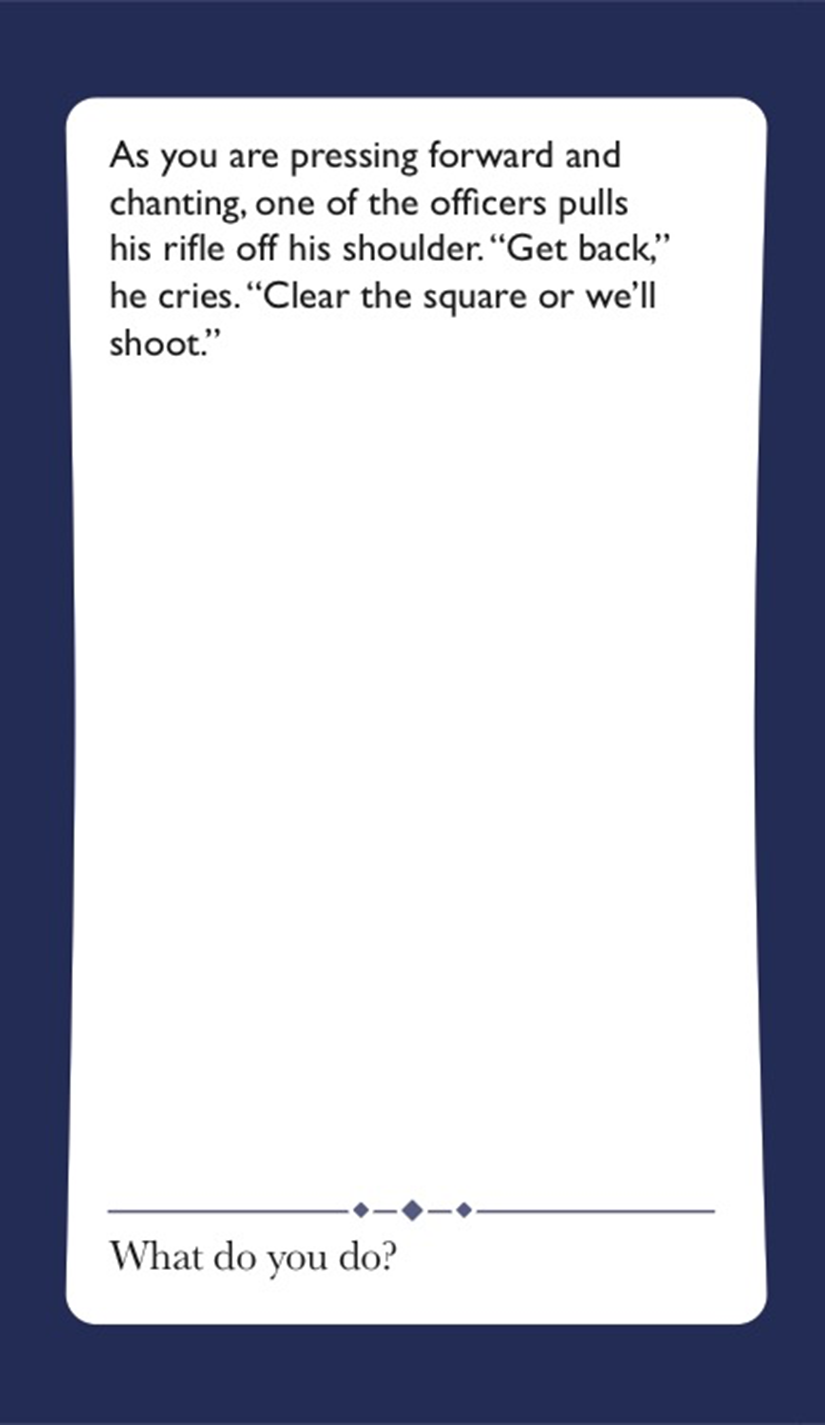 As you are pressing forward and
chanting, one of the officers pulls
his rifle off his shoulder. “Get back,”
he cries. “Clear the square or we’ll
shoot.”
What do you do?